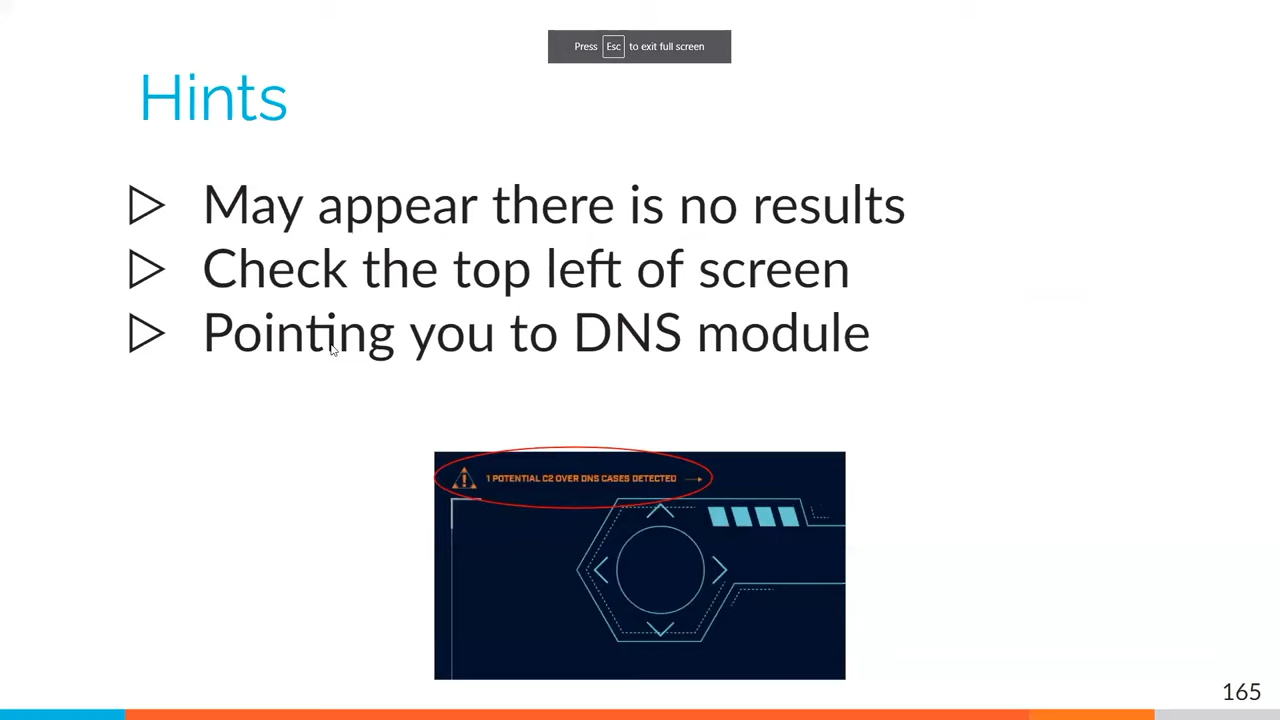 Press Esc to exit full screen
Hints
May appear there is no results
Check the top left of screen
Pointing you to DNS module
1 POTENTIAL C2 OVER DNS CASES DETECTED
165